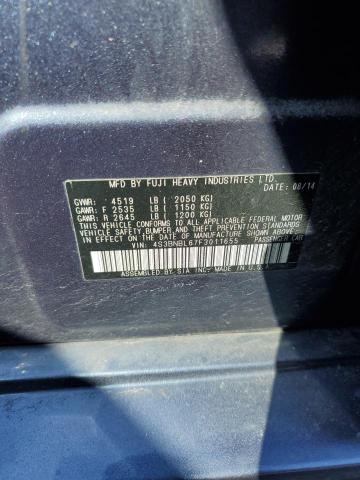 MFD BY FUJI HEAVY INDUSTRIES LTD.
DATE: 08/14
GVWR: 4519 LB ( 2050 KG)
GAWR: F 2535 LB ( 1150 KG)
GAWR: R 2645 LB ( 1200 KG)
THIS VEHICLE CONFORMS TO ALL APPLICABLE FEDERAL MOTOR
VEHICLE SAFETY, BUMPER, AND THEFT PREVENTION STANDARDS
IN EFFECT ON THE DATE OF MANUFACTURE SHOWN ABOVE.
VIN: 4S3BNBL67F3011655 PASSENGER CAR
ASSEMBLED BY SIA INC. MADE IN U.S.A